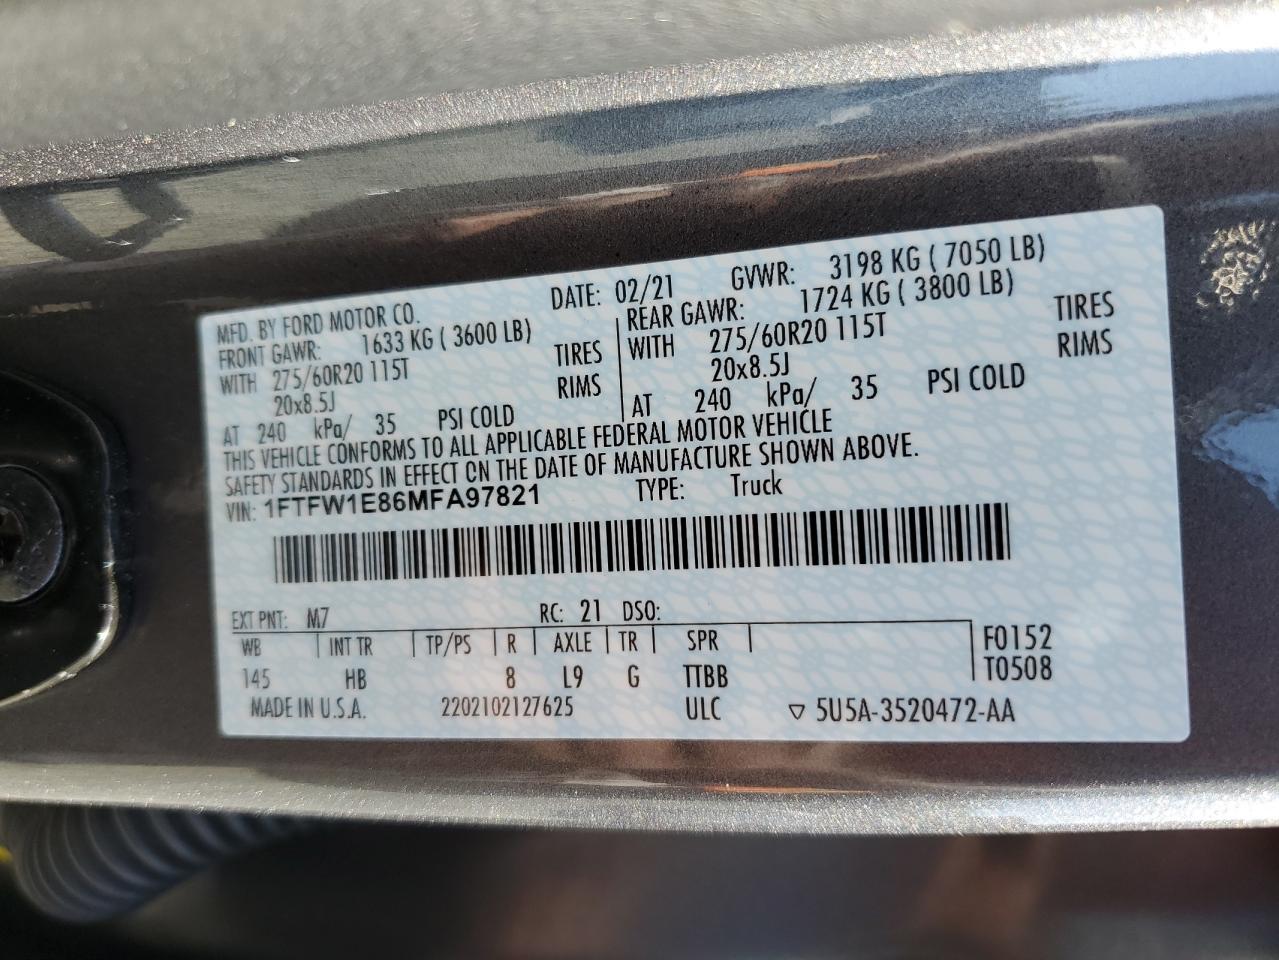 MFD. BY FORD MOTOR CO. DATE: 02/21 GVWR: 3198 KG ( 7050 LB)
FRONT GAWR: 1633 KG ( 3600 LB) REAR GAWR: 1724 KG ( 3800 LB)
WITH 275/60R20 115T TIRES WITH 275/60R20 115T TIRES
20x8.5J RIMS 20x8.5J RIMS
AT 240 kPa/ 35 PSI COLD AT 240 kPa/ 35 PSI COLD
THIS VEHICLE CONFORMS TO ALL APPLICABLE FEDERAL MOTOR VEHICLE
SAFETY STANDARDS IN EFFECT ON THE DATE OF MANUFACTURE SHOWN ABOVE.
VIN: 1FTFW1E86MFA97821 TYPE: Truck
EXT PNT: M7 RC: 21 DSO:
WB INT TR TP/PS R AXLE TR SPR F0152
145 HB 8 L9 G TTBB T0508
MADE IN U.S.A. 2202102127625 ULC ▽ 5U5A-3520472-AA